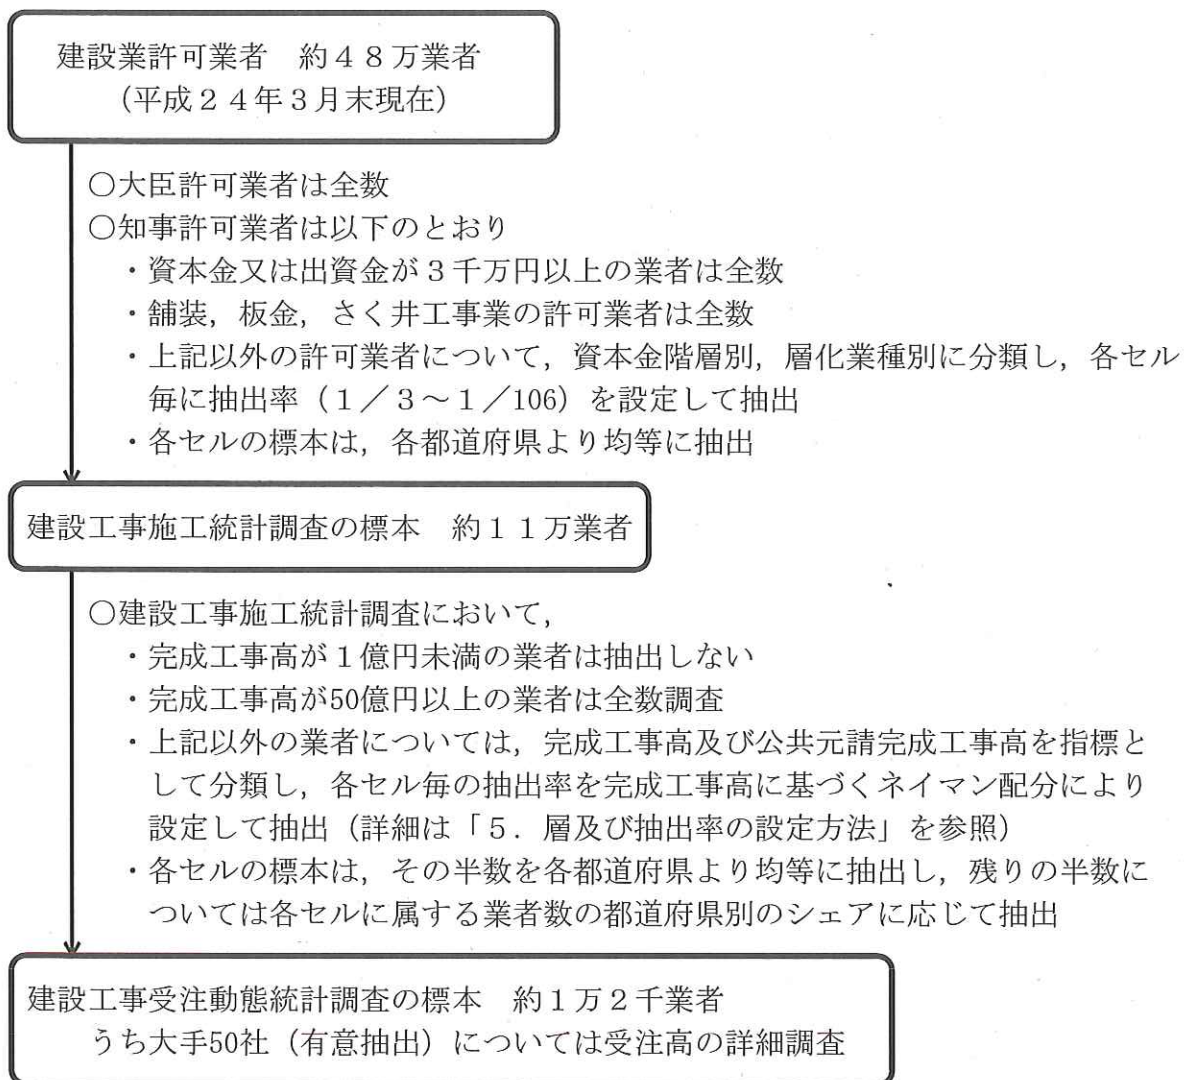 建設業許可業者　約４８万業者
（平成２４年３月末現在）
○大臣許可業者は全数
○知事許可業者は以下のとおり
・資本金又は出資金が３千万円以上の業者は全数
・舗装，板金，さく井工事業の許可業者は全数
・上記以外の許可業者について，資本金階層別，層化業種別に分類し，各セル
毎に抽出率（１／３～１／106）を設定して抽出
・各セルの標本は，各都道府県より均等に抽出
建設工事施工統計調査の標本　約１１万業者
○建設工事施工統計調査において，
・完成工事高が１億円未満の業者は抽出しない
・完成工事高が50億円以上の業者は全数調査
・上記以外の業者については，完成工事高及び公共元請完成工事高を指標と
して分類し，各セル毎の抽出率を完成工事高に基づくネイマン配分により
設定して抽出（詳細は「５．層及び抽出率の設定方法」を参照）
・各セルの標本は，その半数を各都道府県より均等に抽出し，残りの半数に
ついては各セルに属する業者数の都道府県別のシェアに応じて抽出
建設工事受注動態統計調査の標本　約１万２千業者
うち大手50社（有意抽出）については受注高の詳細調査